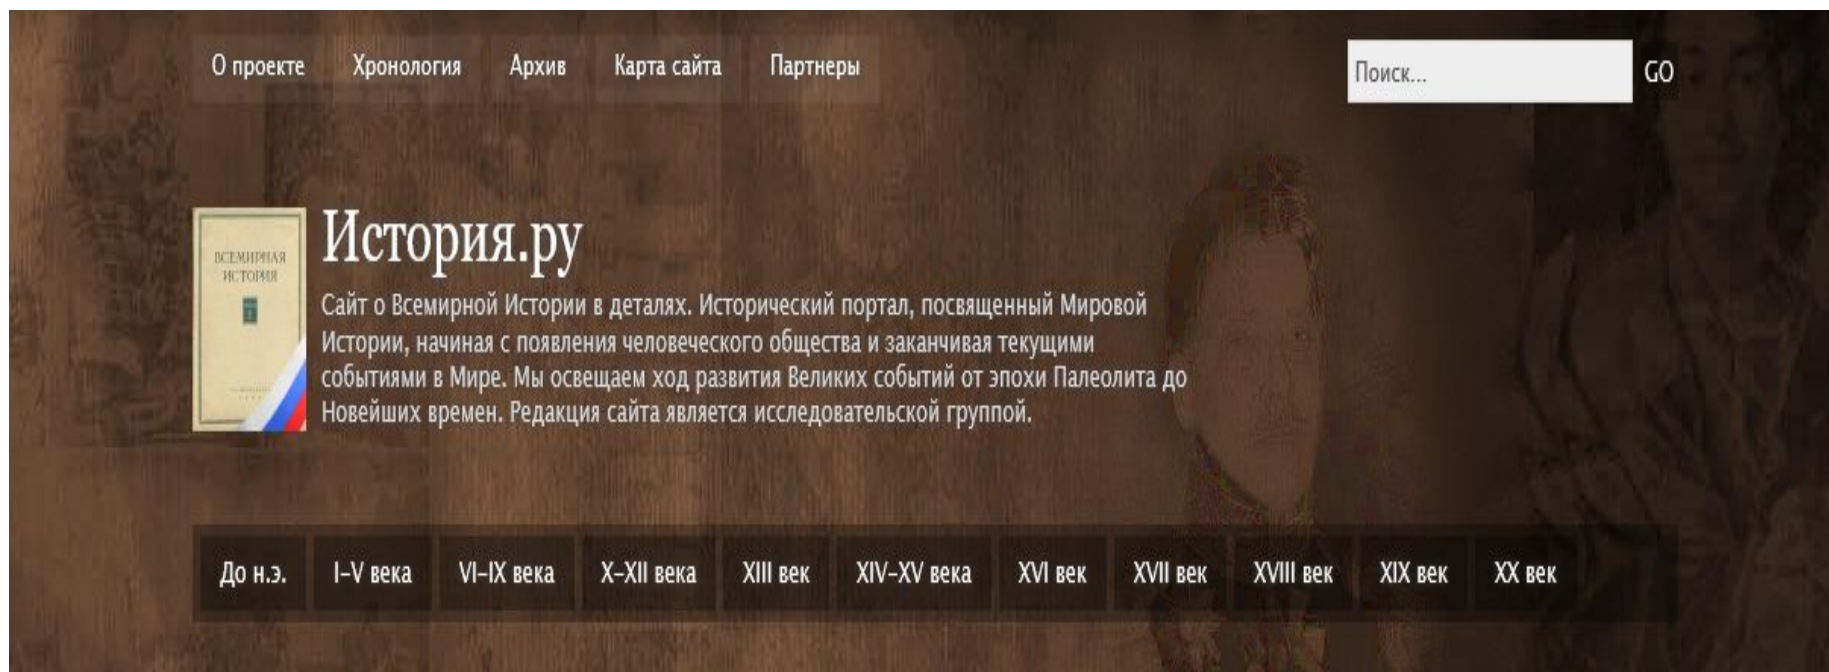 О проекте Хронология Архив Карта сайта Партнеры Поиск... GO
ВСЕМИРНАЯ
ИСТОРИЯ
История.ру
Сайт о Всемирной Истории в деталях. Исторический портал, посвященный Мировой
Истории, начиная с появления человеческого общества и заканчивая текущими
событиями в Мире. Мы освещаем ход развития Великих событий от эпохи Палеолита до
Новейших времен. Редакция сайта является исследовательской группой.
До н.э. I–V века VI–IX века X–XII века XIII век XIV–XV века XVI век XVII век XVIII век XIX век XX век